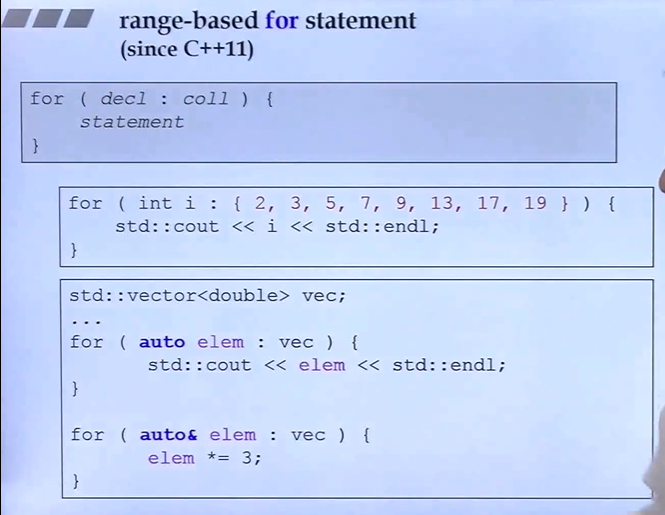 range-based for statement
(since C++11)
for ( decl : coll ) {
statement
}
for ( int i : { 2, 3, 5, 7, 9, 13, 17, 19 } ) {
std::cout << i << std::endl;
}
std::vector<double> vec;
...
for ( auto elem : vec ) {
std::cout << elem << std::endl;
}
for ( auto& elem : vec ) {
elem *= 3;
}